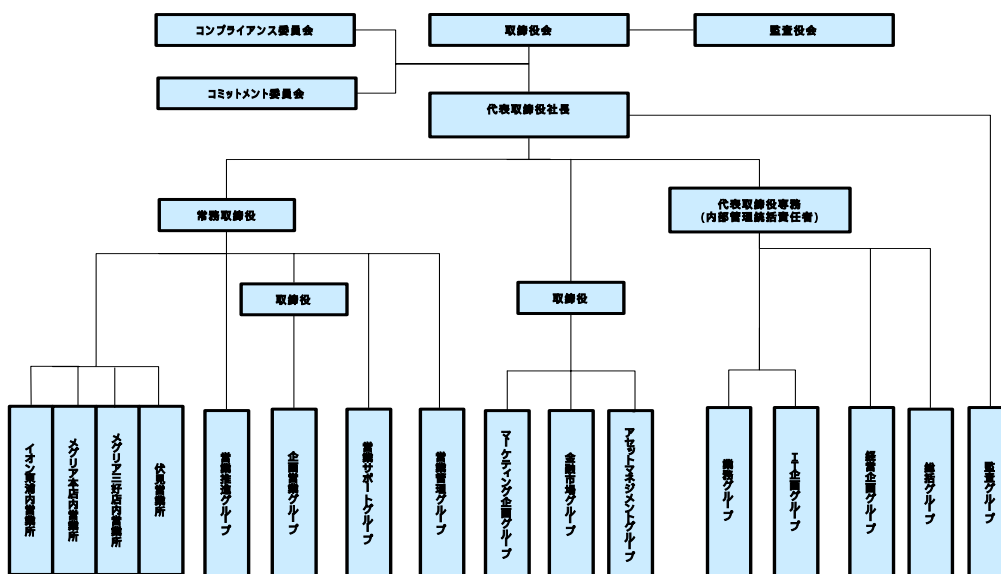 コンプライアンス委員会
取締役会
監査役会
コミットメント委員会
代表取締役社長
常務取締役
代表取締役専務
(内部管理統括責任者)
取締役
取締役
イオン東浦内営業所
メグリア本店内営業所
メグリア三好店内営業所
伏見営業所
営業推進グループ
企画営業グループ
営業サポートグループ
営業管理グループ
マーケティング企画グループ
金融市場グループ
アセットマネジメントグループ
業務グループ
IT企画グループ
経営企画グループ
総括グループ
監査グループ